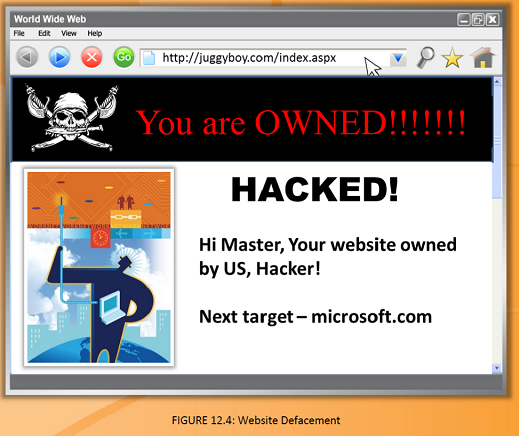 World Wide Web
File Edit View Help
Go http://juggyboy.com/index.aspx
You are OWNED!!!!!!!
HACKED!
Hi Master, Your website owned
by US, Hacker!
Next target – microsoft.com
FIGURE 12.4: Website Defacement